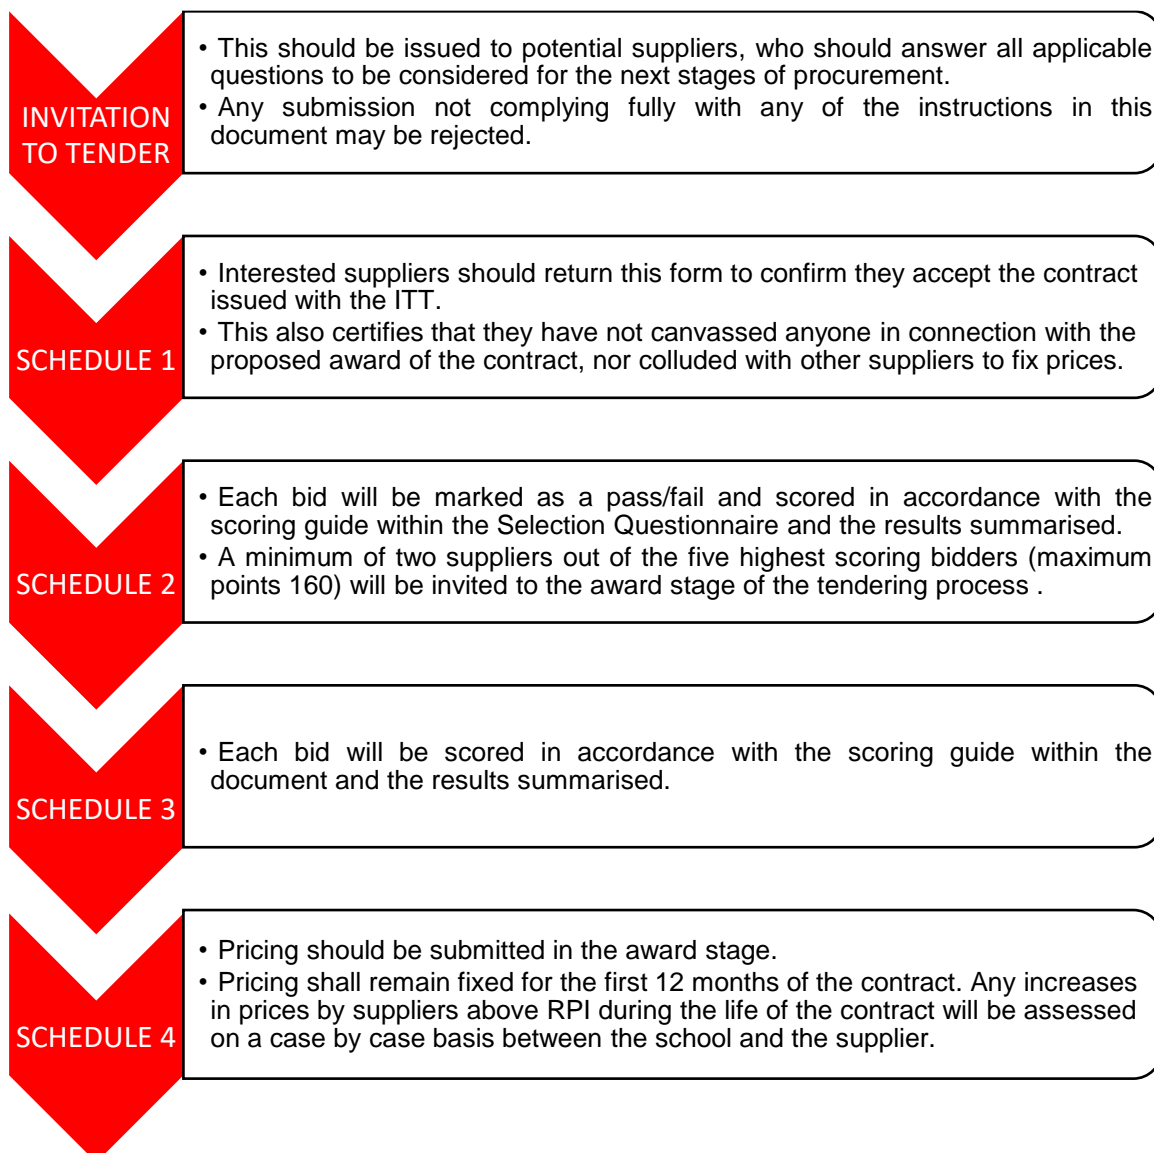 INVITATION
TO TENDER
• This should be issued to potential suppliers, who should answer all applicable
questions to be considered for the next stages of procurement.
• Any submission not complying fully with any of the instructions in this
document may be rejected.
SCHEDULE 1
• Interested suppliers should return this form to confirm they accept the contract
issued with the ITT.
• This also certifies that they have not canvassed anyone in connection with the
proposed award of the contract, nor colluded with other suppliers to fix prices.
SCHEDULE 2
• Each bid will be marked as a pass/fail and scored in accordance with the
scoring guide within the Selection Questionnaire and the results summarised.
• A minimum of two suppliers out of the five highest scoring bidders (maximum
points 160) will be invited to the award stage of the tendering process .
SCHEDULE 3
• Each bid will be scored in accordance with the scoring guide within the
document and the results summarised.
SCHEDULE 4
• Pricing should be submitted in the award stage.
• Pricing shall remain fixed for the first 12 months of the contract. Any increases
in prices by suppliers above RPI during the life of the contract will be assessed
on a case by case basis between the school and the supplier.